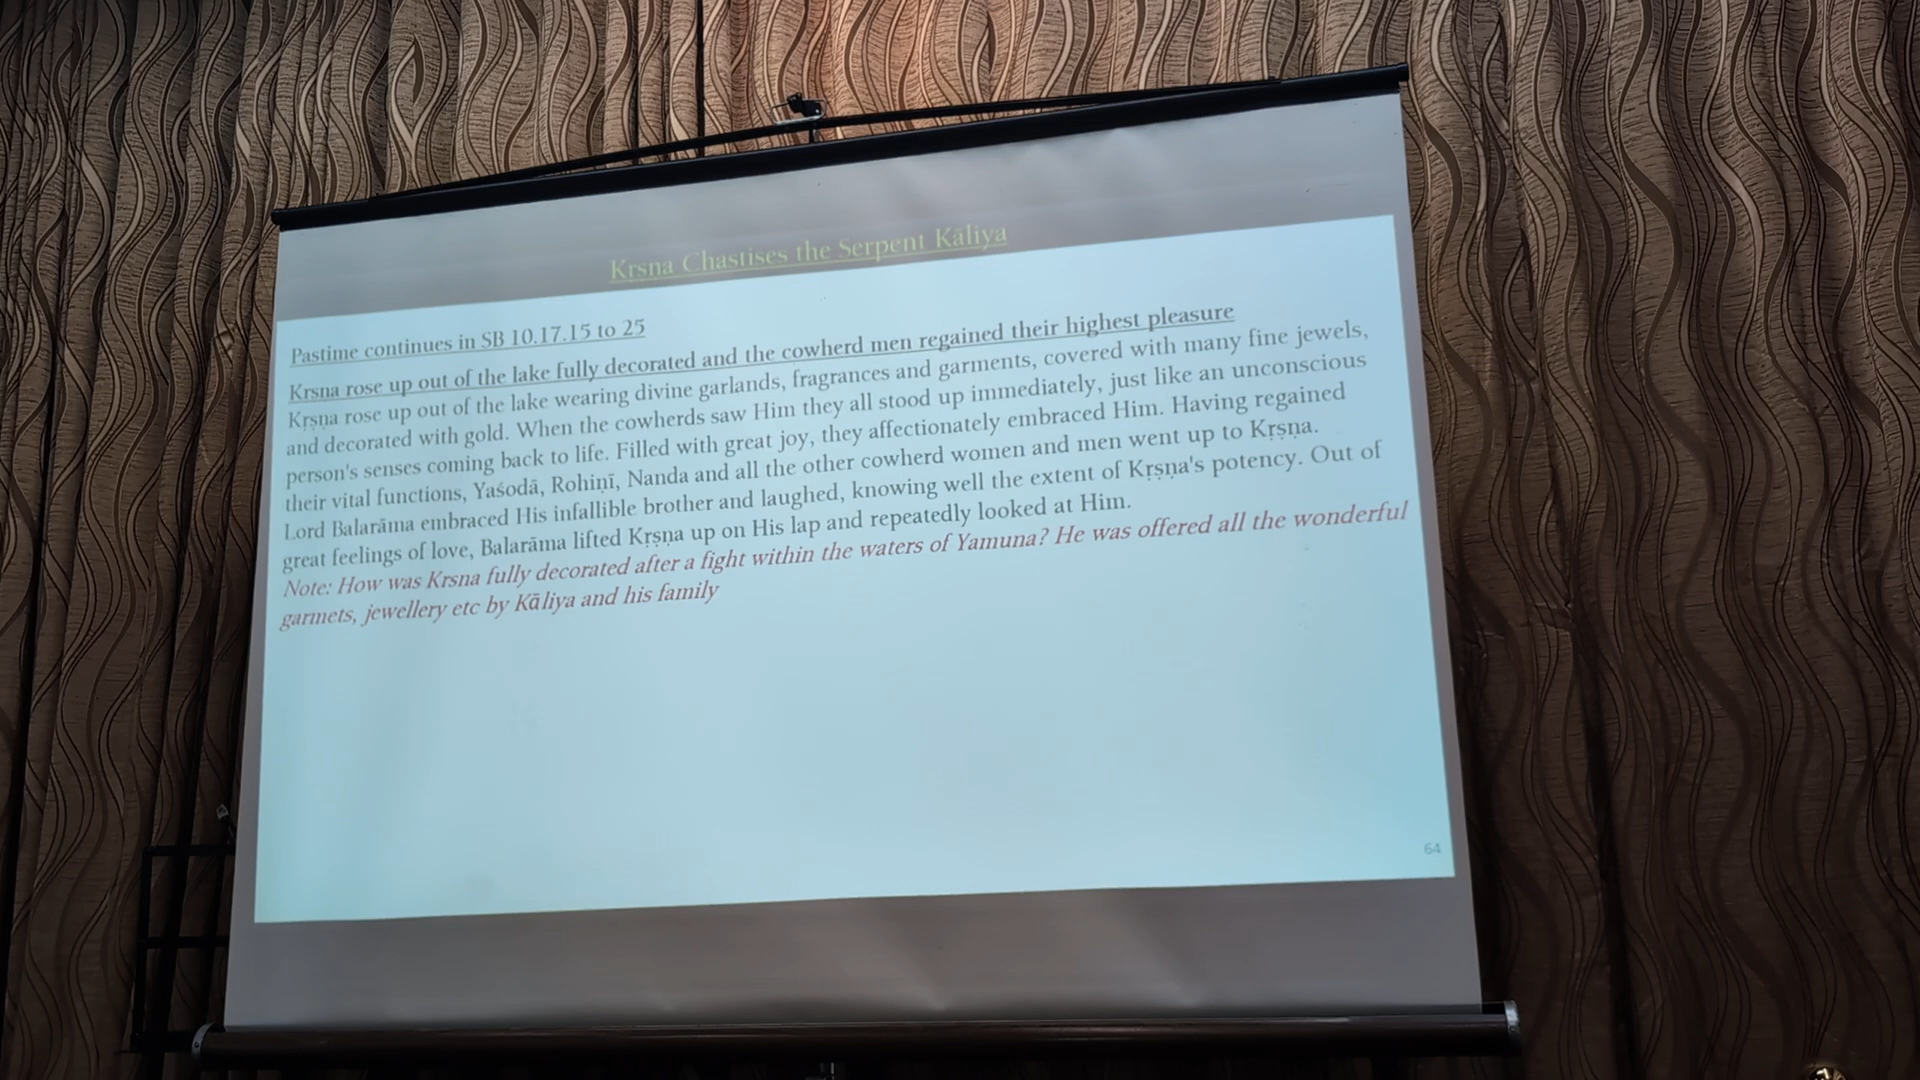 Krsna Chastises the Serpent Kāliya
Pastime continues in SB 10.17.15 to 25
Krsna rose up out of the lake fully decorated and the cowherd men regained their highest pleasure
Kṛṣṇa rose up out of the lake wearing divine garlands, fragrances and garments, covered with many fine jewels,
and decorated with gold. When the cowherds saw Him they all stood up immediately, just like an unconscious
person's senses coming back to life. Filled with great joy, they affectionately embraced Him. Having regained
their vital functions, Yaśodā, Rohiṇī, Nanda and all the other cowherd women and men went up to Kṛṣṇa.
Lord Balarāma embraced His infallible brother and laughed, knowing well the extent of Kṛṣṇa's potency. Out of
great feelings of love, Balarāma lifted Kṛṣṇa up on His lap and repeatedly looked at Him.
Note: How was Krsna fully decorated after a fight within the waters of Yamuna? He was offered all the wonderful
garmets, jewellery etc by Kāliya and his family
64